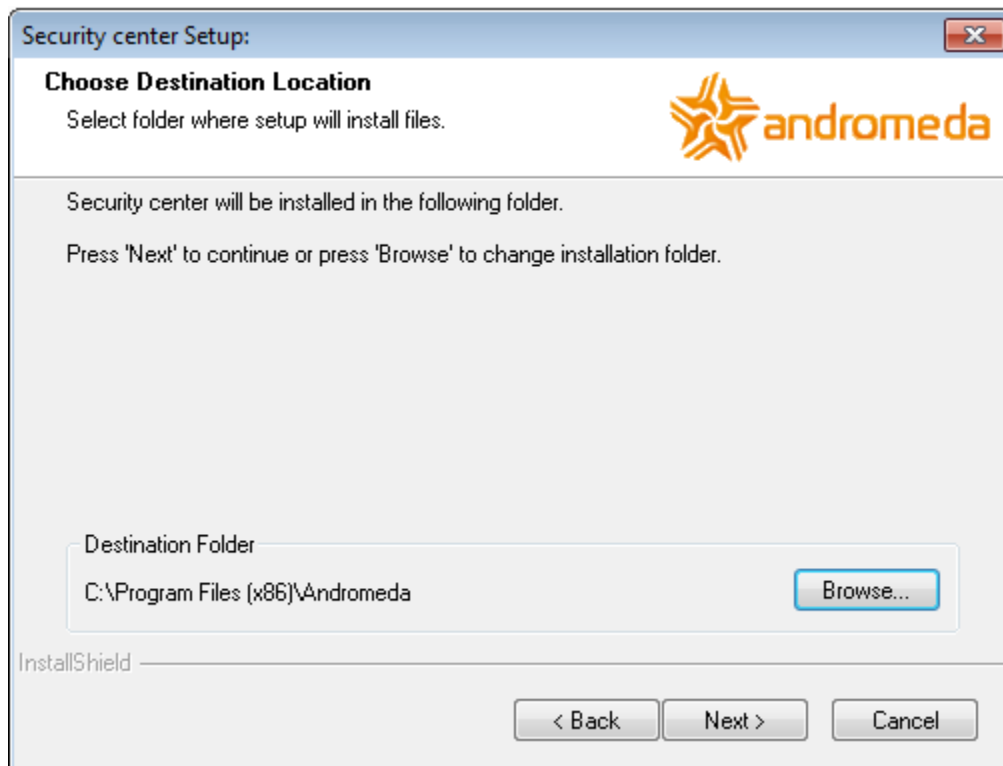 Security center Setup:
Choose Destination Location
Select folder where setup will install files.
andromeda
Security center will be installed in the following folder.
Press 'Next' to continue or press 'Browse' to change installation folder.
Destination Folder
C:\Program Files (x86)\Andromeda
Browse...
InstallShield
< Back
Next >
Cancel